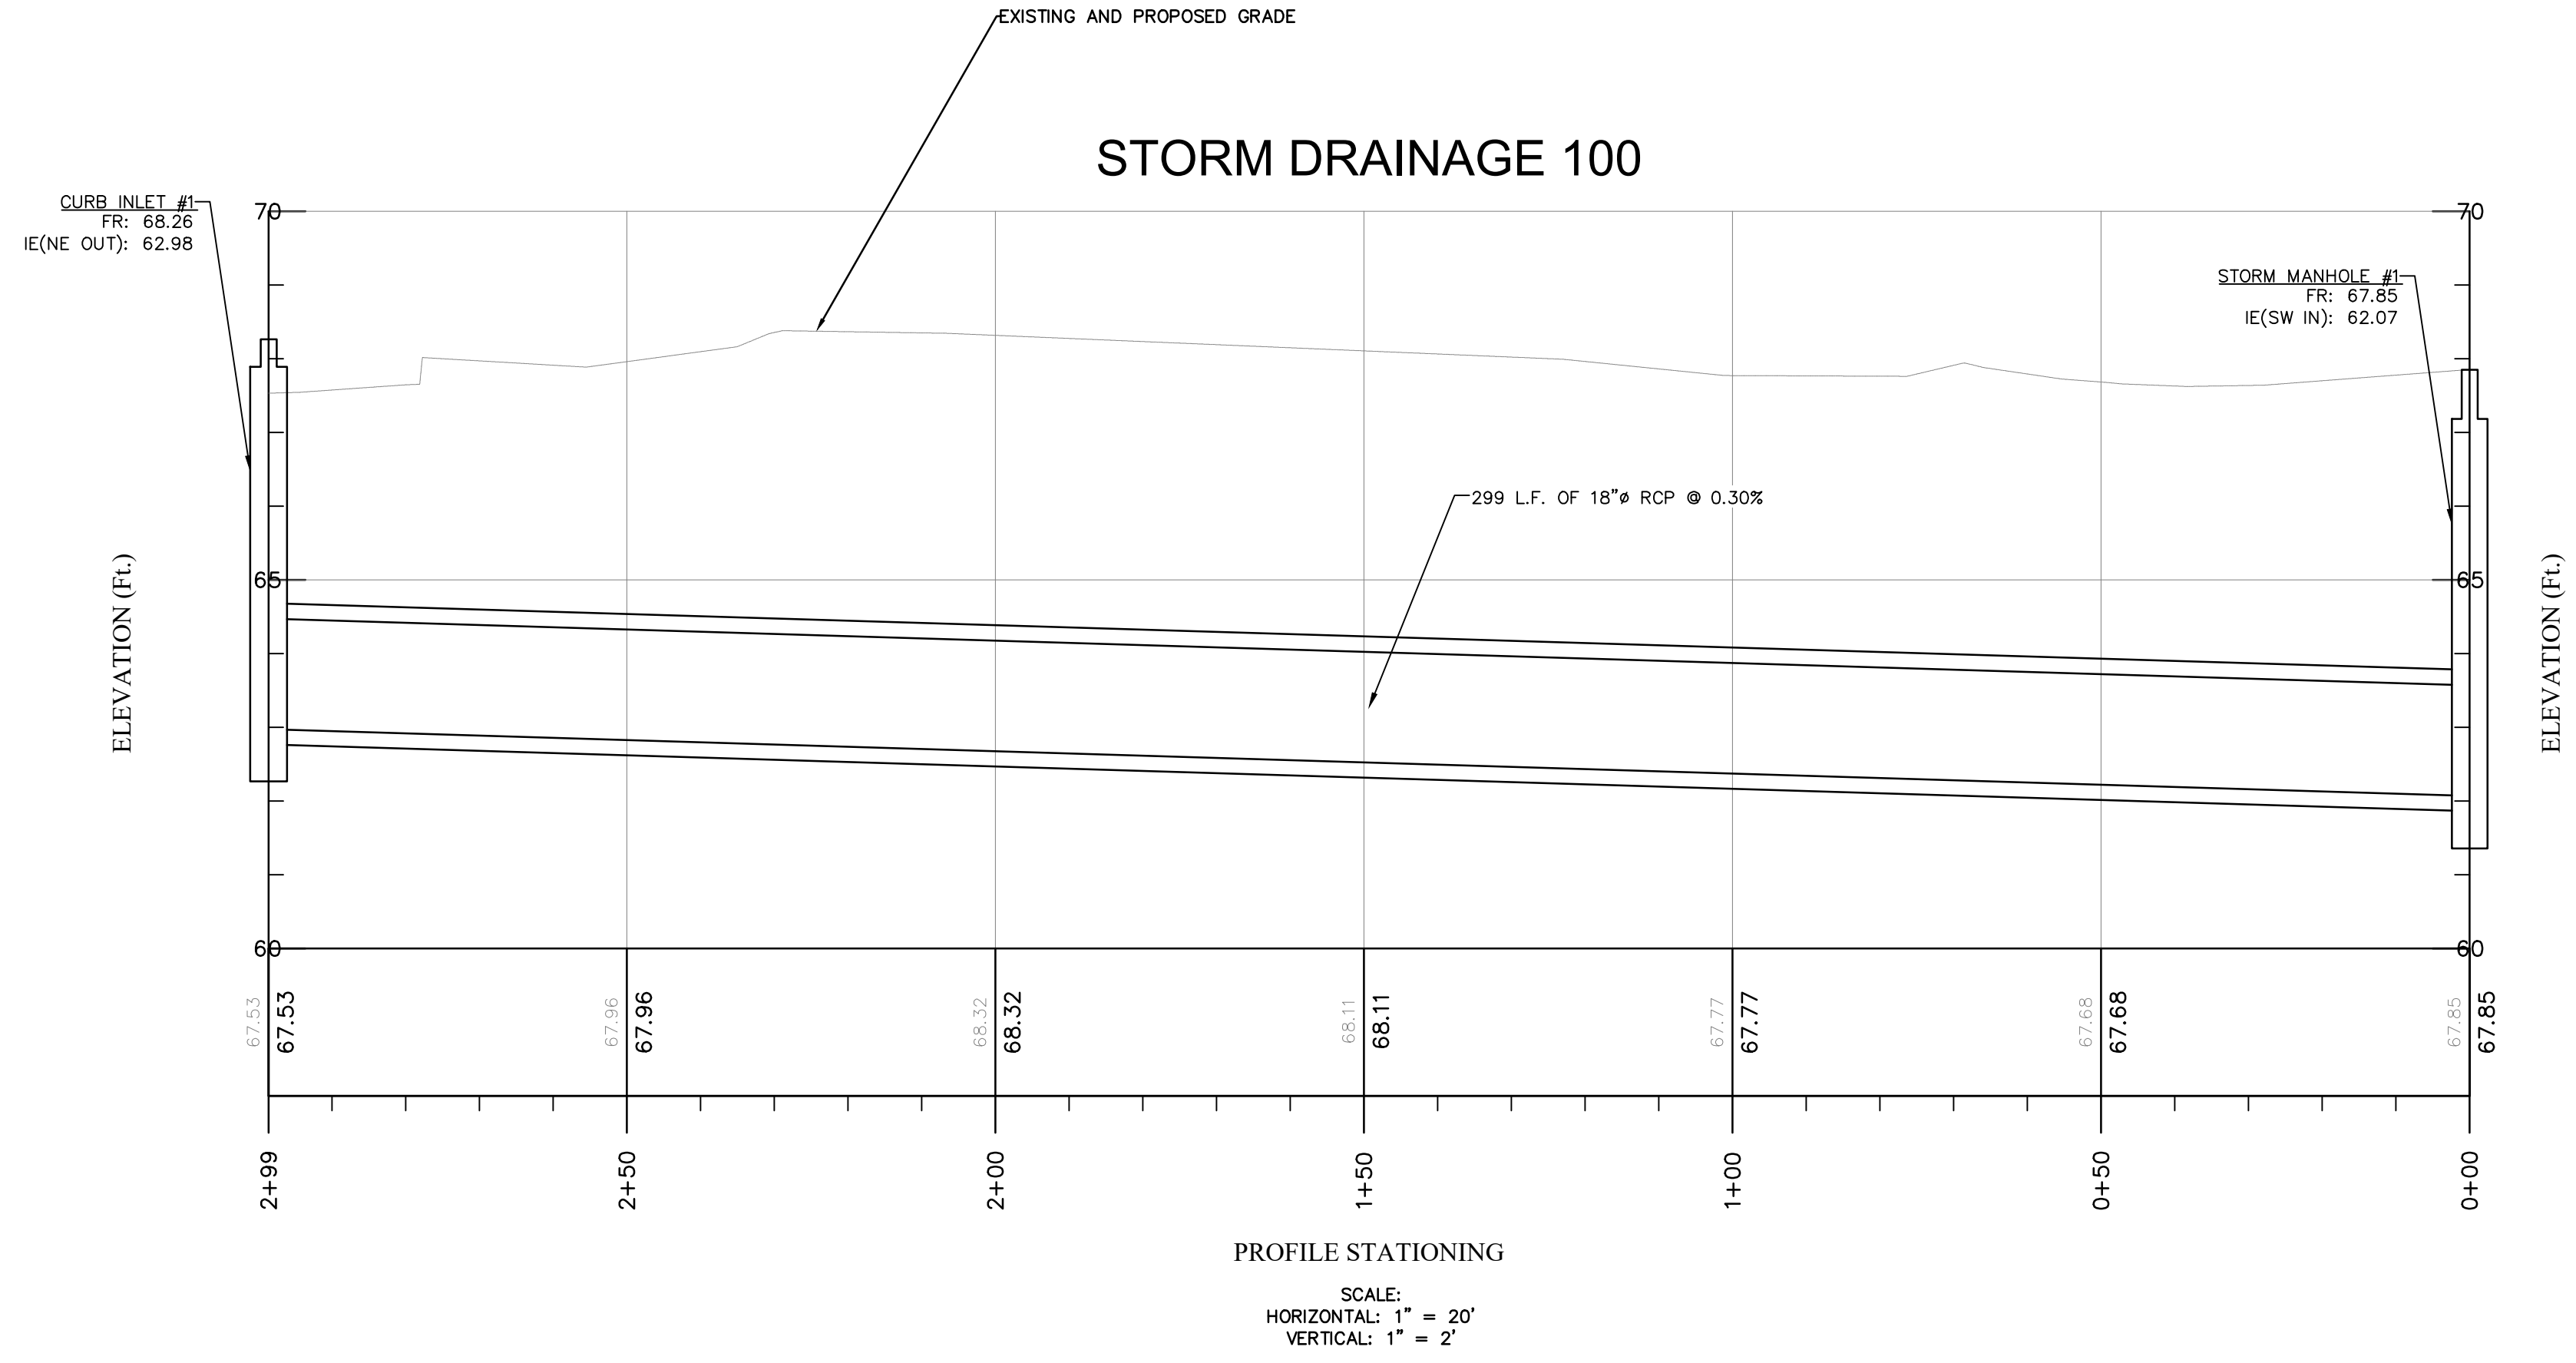 EXISTING AND PROPOSED GRADE
STORM DRAINAGE 100
CURB INLET #1
FR: 68.26
IE(NE OUT): 62.98
STORM MANHOLE #1
FR: 67.85
IE(SW IN): 62.07
70
70
299 L.F. OF 18"ø RCP @ 0.30%
65
65
ELEVATION (Ft.)
ELEVATION (Ft.)
60
60
67.53
67.53
67.96
67.96
68.32
68.32
68.11
68.11
67.77
67.77
67.68
67.68
67.85
67.85
2+99
2+50
2+00
1+50
1+00
0+50
0+00
PROFILE STATIONING
SCALE:
HORIZONTAL: 1" = 20'
VERTICAL: 1" = 2'